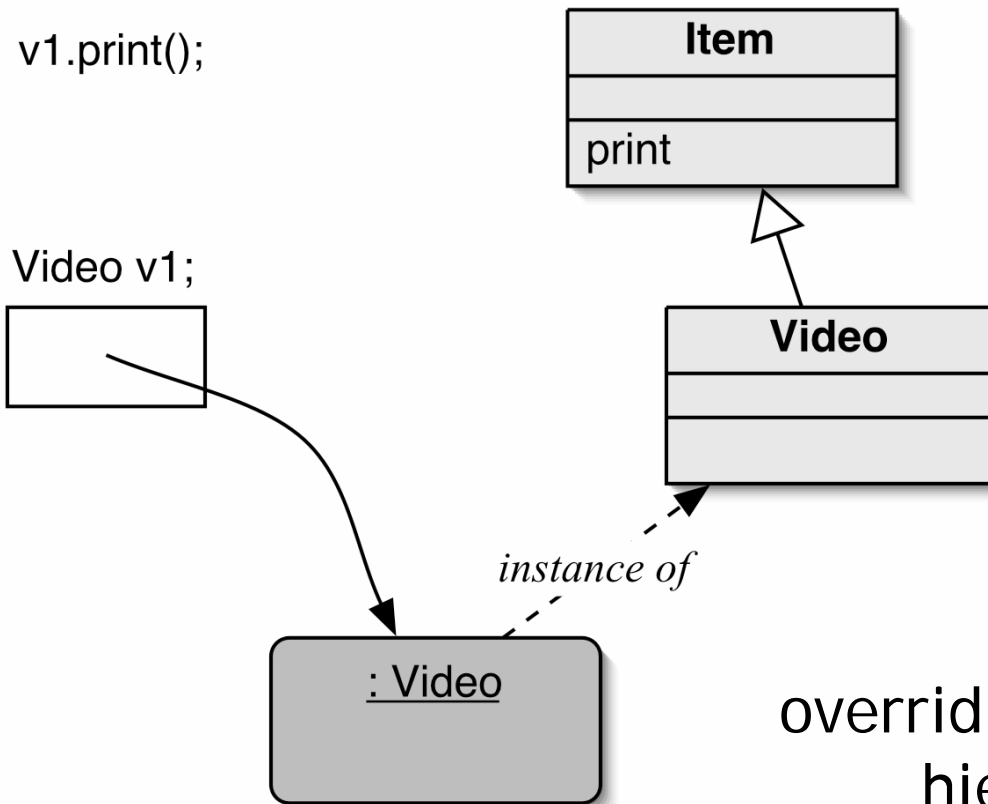 v1.print();
Item
print
Video v1;
Video
instance of
: Video
overrid
hie